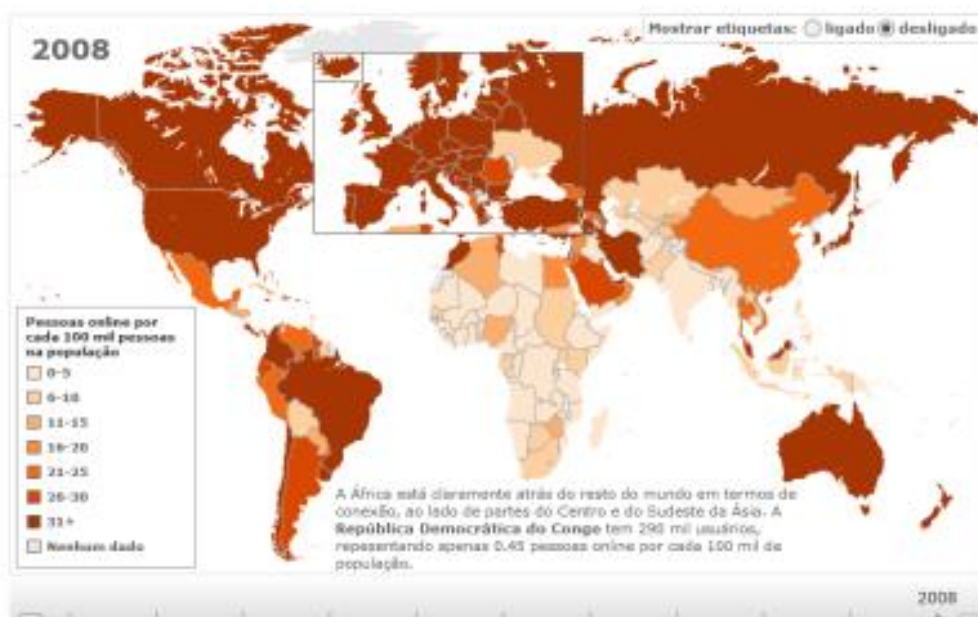 2008
Mostrar etiquetas: ligado desligado
Pessoas online por
cada 100 mil pessoas
na população
0-5
6-10
11-15
16-20
21-25
26-30
31+
Nenhum dado
A África está claramente atrás do resto do mundo em termos de
conexão, ao lado de partes do Centro e do Sudeste da Ásia. A
República Democrática do Conge tem 290 mil usuários,
repesentando apenas 0.45 pessoas online por cada 100 mil de
população.
2008